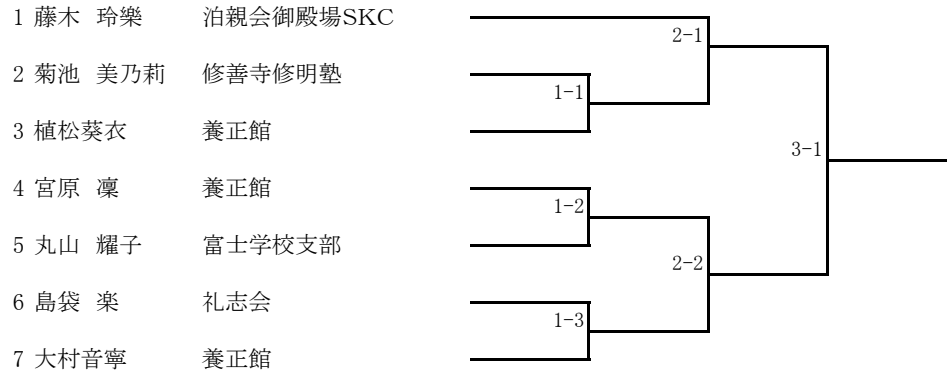 1 藤木 玲樂 泊親会御殿場SKC
2-1
2 菊池 美乃莉 修善寺修明塾
1-1
3 植松葵衣 養正館
3-1
4 宮原 凜 養正館
1-2
5 丸山 耀子 富士学校支部
2-2
6 島袋 楽 礼志会
1-3
7 大村音寧 養正館